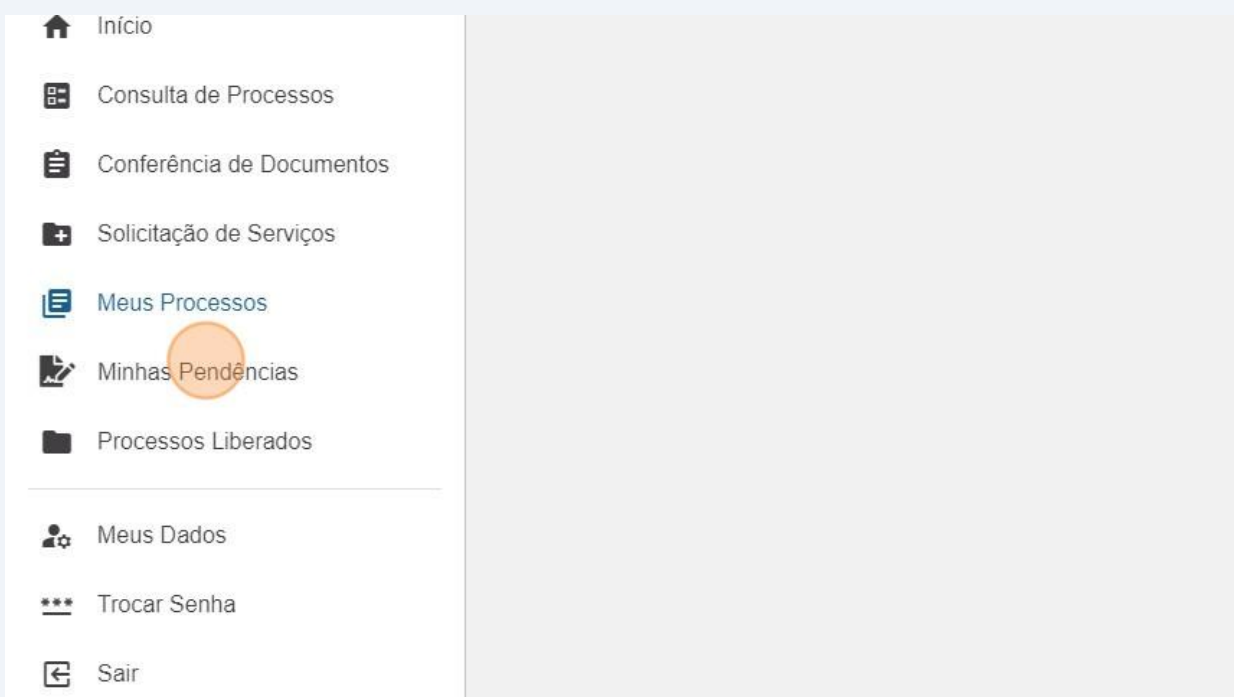 Início
Consulta de Processos
Conferência de Documentos
Solicitação de Serviços
Meus Processos
Minhas Pendências
Processos Liberados
Meus Dados
Trocar Senha
Sair